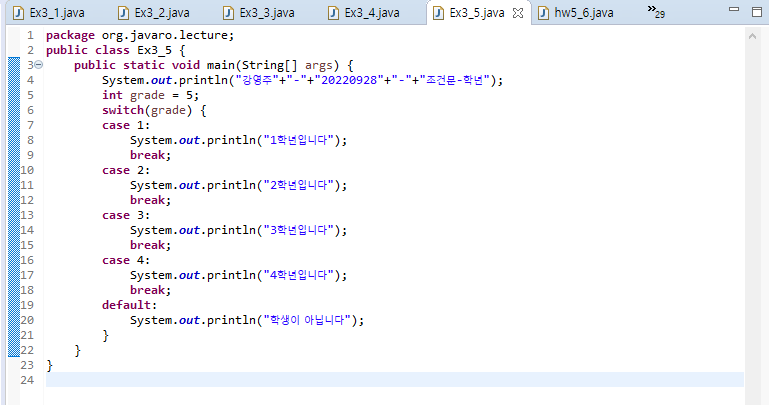 Ex3_1.java Ex3_2.java Ex3_3.java Ex3_4.java Ex3_5.java hw5_6.java »29
1 package org.javaro.lecture;
2 public class Ex3_5 {
3 public static void main(String[] args) {
4 System.out.println("강영주"+"-"+"20220928"+"-"+"조건문-학년");
5 int grade = 5;
6 switch(grade) {
7 case 1:
8 System.out.println("1학년입니다");
9 break;
10 case 2:
11 System.out.println("2학년입니다");
12 break;
13 case 3:
14 System.out.println("3학년입니다");
15 break;
16 case 4:
17 System.out.println("4학년입니다");
18 break;
19 default:
20 System.out.println("학생이 아닙니다");
21 }
22 }
23 }
24